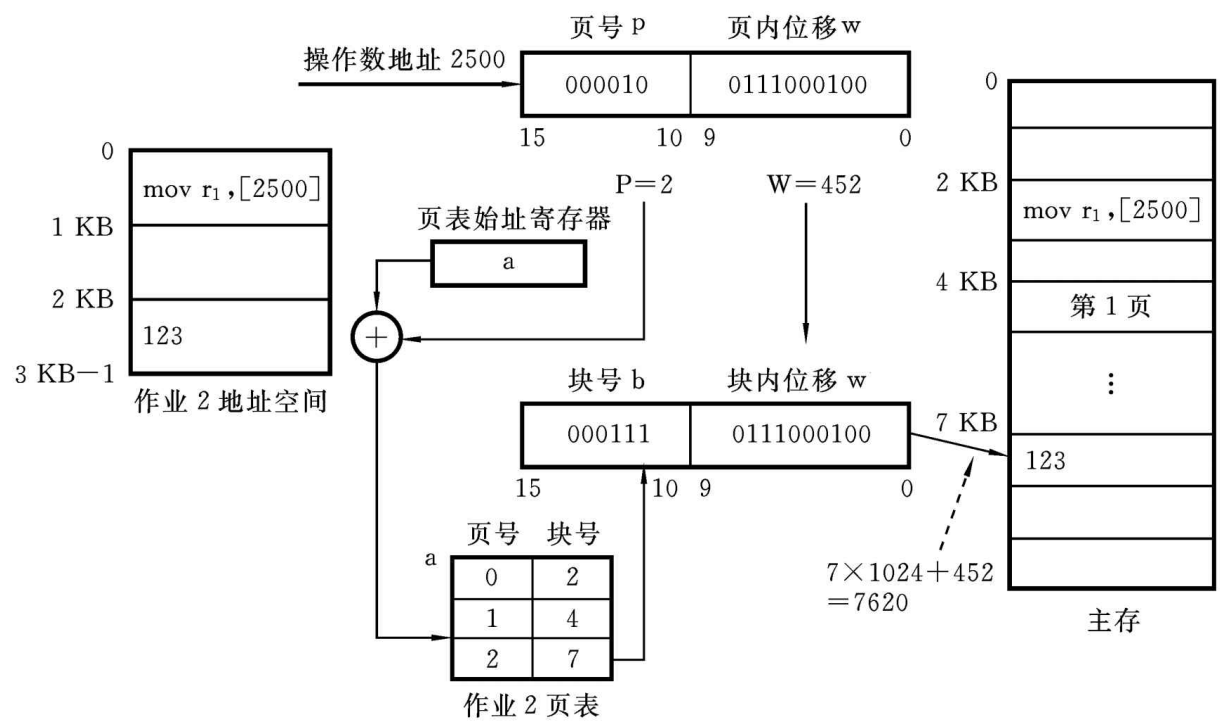 页号 p 页内位移 w
操作数地址 2500
000010 0111000100
15 10 9 0
0
mov r₁,[2500]
1 KB
2 KB
123
3 KB−1
作业 2 地址空间
P=2 W=452
页表始址寄存器
a
+
块号 b 块内位移 w
000111 0111000100
15 10 9 0
页号 块号
a
0 2
1 4
2 7
作业 2 页表
0
2 KB
mov r₁,[2500]
4 KB
第 1 页
⋮
7 KB
123
7×1024+452
=7620
主存